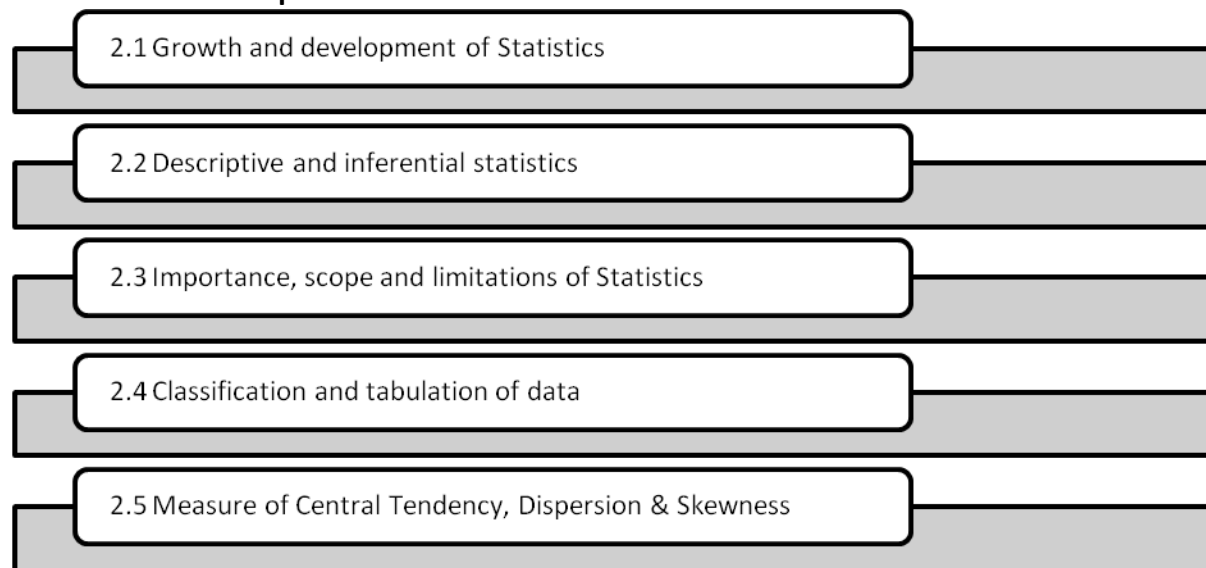 2.1 Growth and development of Statistics
2.2 Descriptive and inferential statistics
2.3 Importance, scope and limitations of Statistics
2.4 Classification and tabulation of data
2.5 Measure of Central Tendency, Dispersion & Skewness